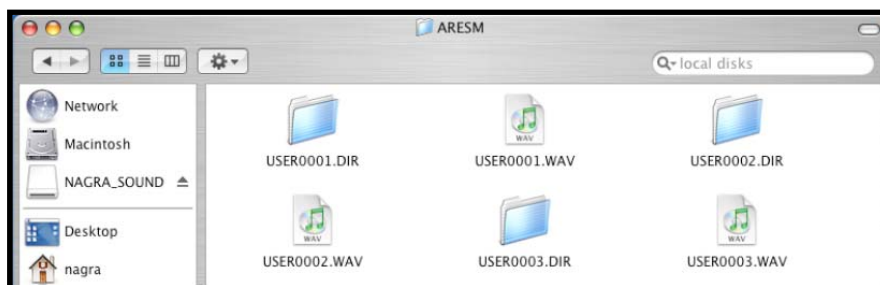 ARESM
local disks
Network
Macintosh
NAGRA_SOUND
Desktop
nagra
USER0001.DIR
WAV
USER0001.WAV
USER0002.DIR
WAV
USER0002.WAV
USER0003.DIR
WAV
USER0003.WAV